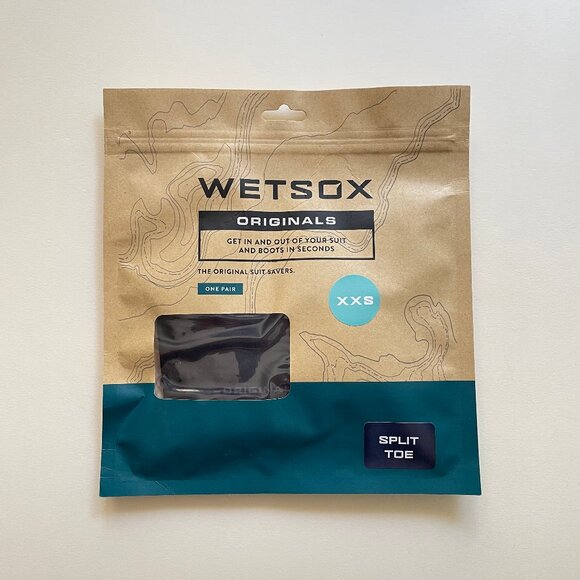 WETSOX
ORIGINALS
GET IN AND OUT OF YOUR SUIT
AND BOOTS IN SECONDS
THE ORIGINAL SUIT SAVERS.
ONE PAIR
XXS
ORIGINA
SPLIT
TOE